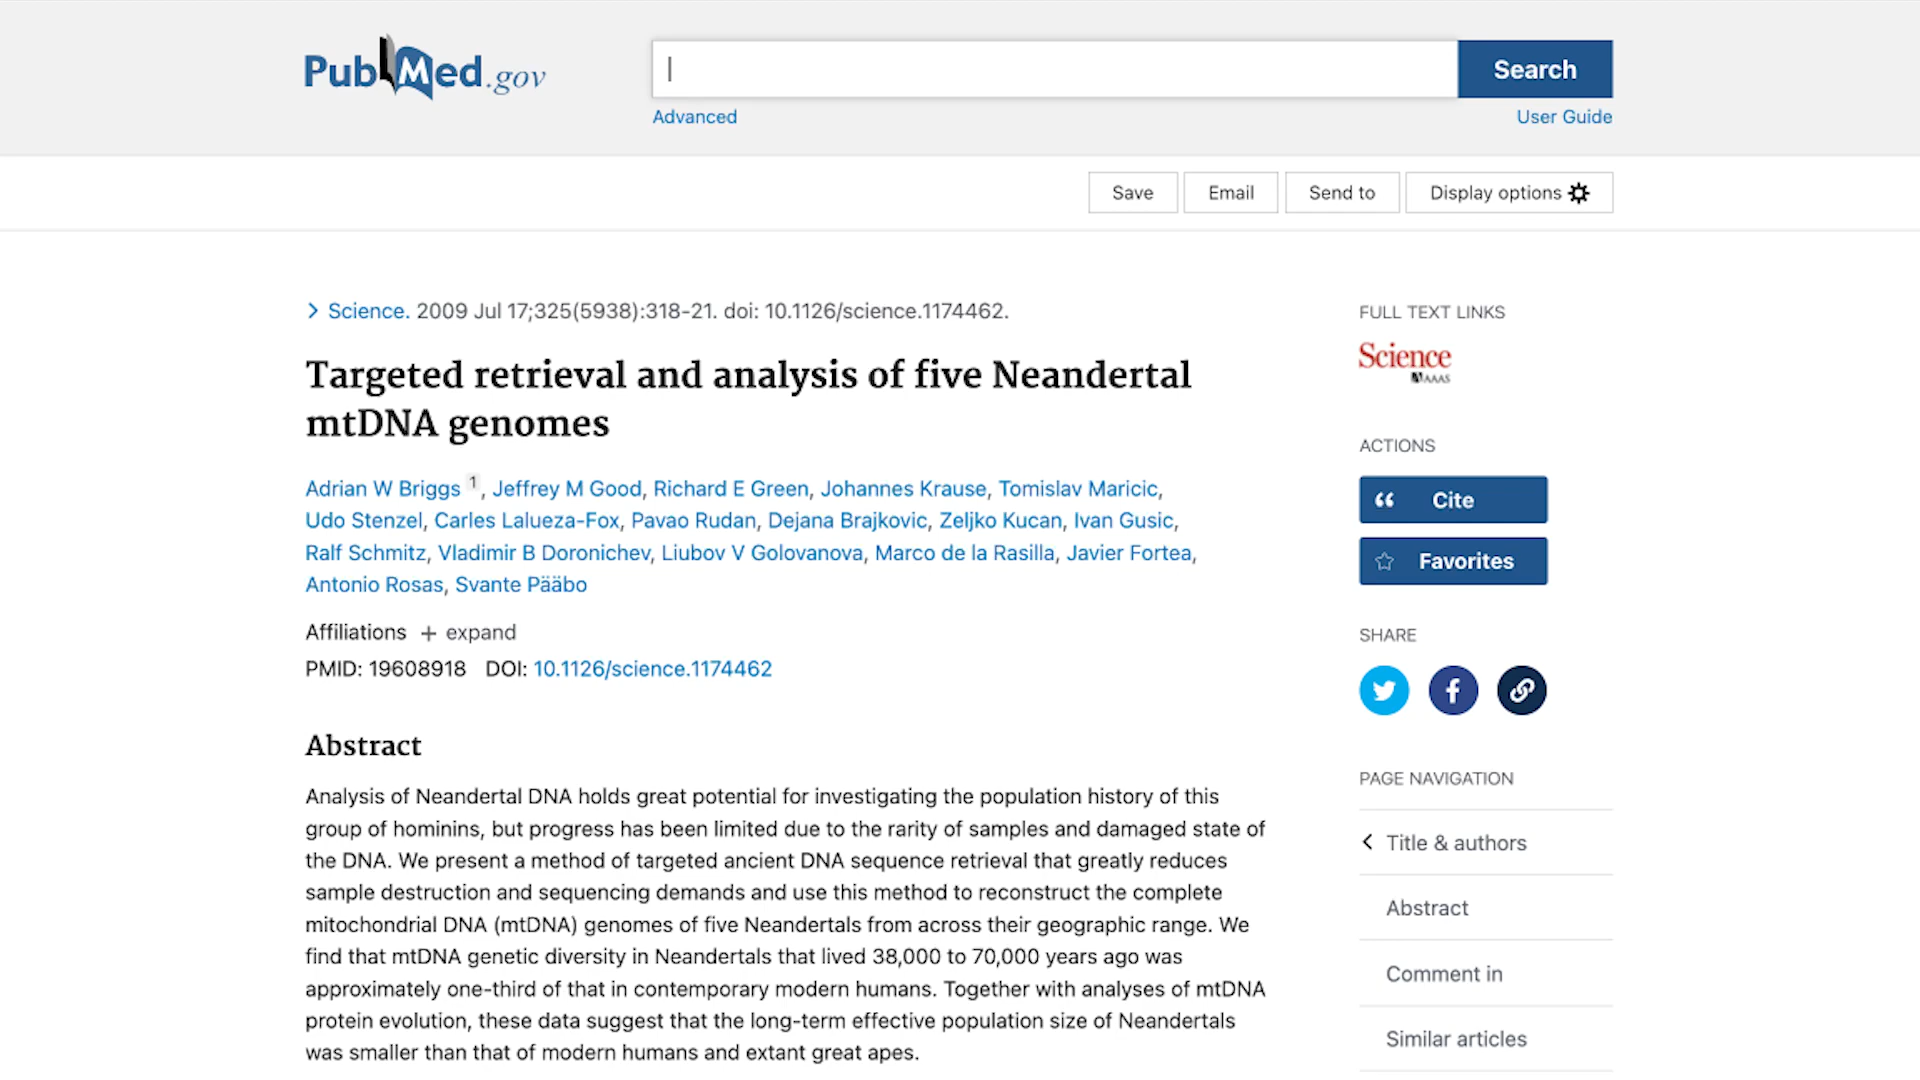 PubMed.gov
Search
Advanced
User Guide
Save
Email
Send to
Display options
Science. 2009 Jul 17;325(5938):318-21. doi: 10.1126/science.1174462.
Targeted retrieval and analysis of five Neandertal
mtDNA genomes
Adrian W Briggs 1, Jeffrey M Good, Richard E Green, Johannes Krause, Tomislav Maricic,
Udo Stenzel, Carles Lalueza-Fox, Pavao Rudan, Dejana Brajkovic, Zeljko Kucan, Ivan Gusic,
Ralf Schmitz, Vladimir B Doronichev, Liubov V Golovanova, Marco de la Rasilla, Javier Fortea,
Antonio Rosas, Svante Pääbo
Affiliations + expand
PMID: 19608918 DOI: 10.1126/science.1174462
Abstract
Analysis of Neandertal DNA holds great potential for investigating the population history of this
group of hominins, but progress has been limited due to the rarity of samples and damaged state of
the DNA. We present a method of targeted ancient DNA sequence retrieval that greatly reduces
sample destruction and sequencing demands and use this method to reconstruct the complete
mitochondrial DNA (mtDNA) genomes of five Neandertals from across their geographic range. We
find that mtDNA genetic diversity in Neandertals that lived 38,000 to 70,000 years ago was
approximately one-third of that in contemporary modern humans. Together with analyses of mtDNA
protein evolution, these data suggest that the long-term effective population size of Neandertals
was smaller than that of modern humans and extant great apes.
FULL TEXT LINKS
Science
AAAS
ACTIONS
Cite
Favorites
SHARE
PAGE NAVIGATION
Title & authors
Abstract
Comment in
Similar articles